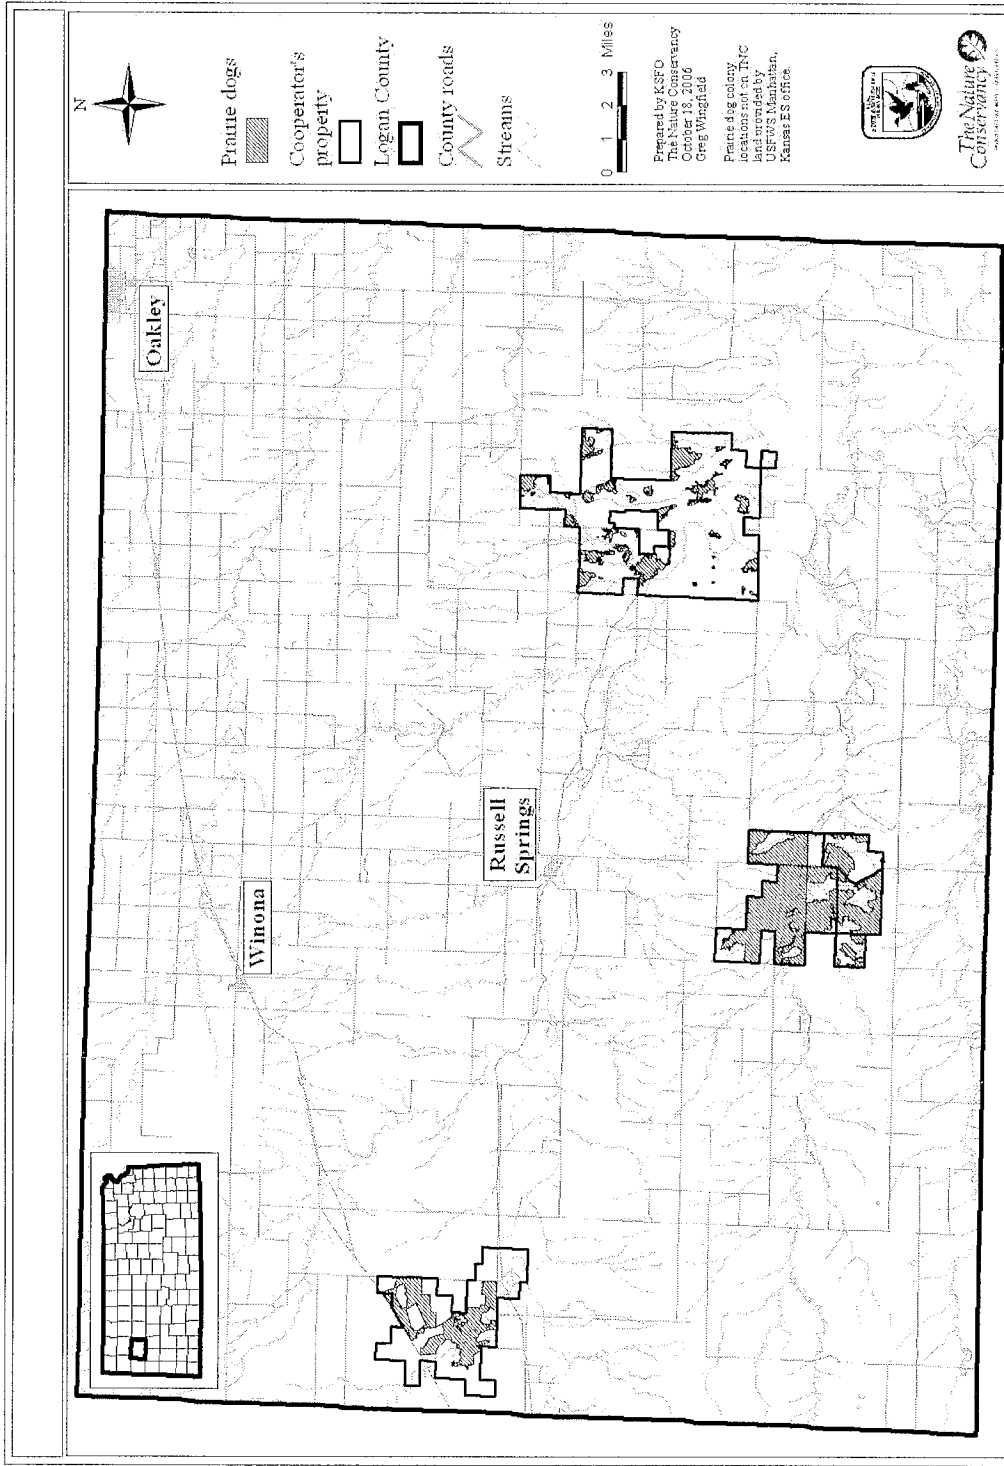 N
Prairie dogs
Cooperator's
property
Logan County
County roads
Streams
0 1 2 3 Miles
Prepared by KSFO
The Nature Conservancy
October 18, 2006
Greg Wingfield
Prairie dog colony
locations not on TNC
land provided by
USFWS Manhattan,
Kansas ES office.
The Nature
Conservancy
Oakley
Winona
Russell
Springs